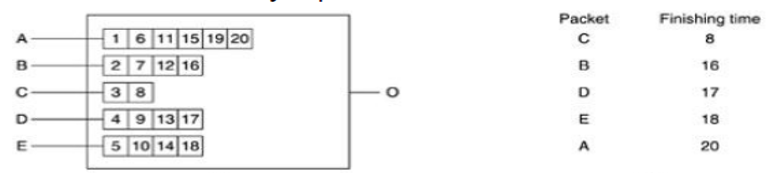 Packet Finishing time
A 1 6 11 15 19 20 C 8
B 2 7 12 16 B 16
C 3 8 O D 17
D 4 9 13 17 E 18
E 5 10 14 18 A 20